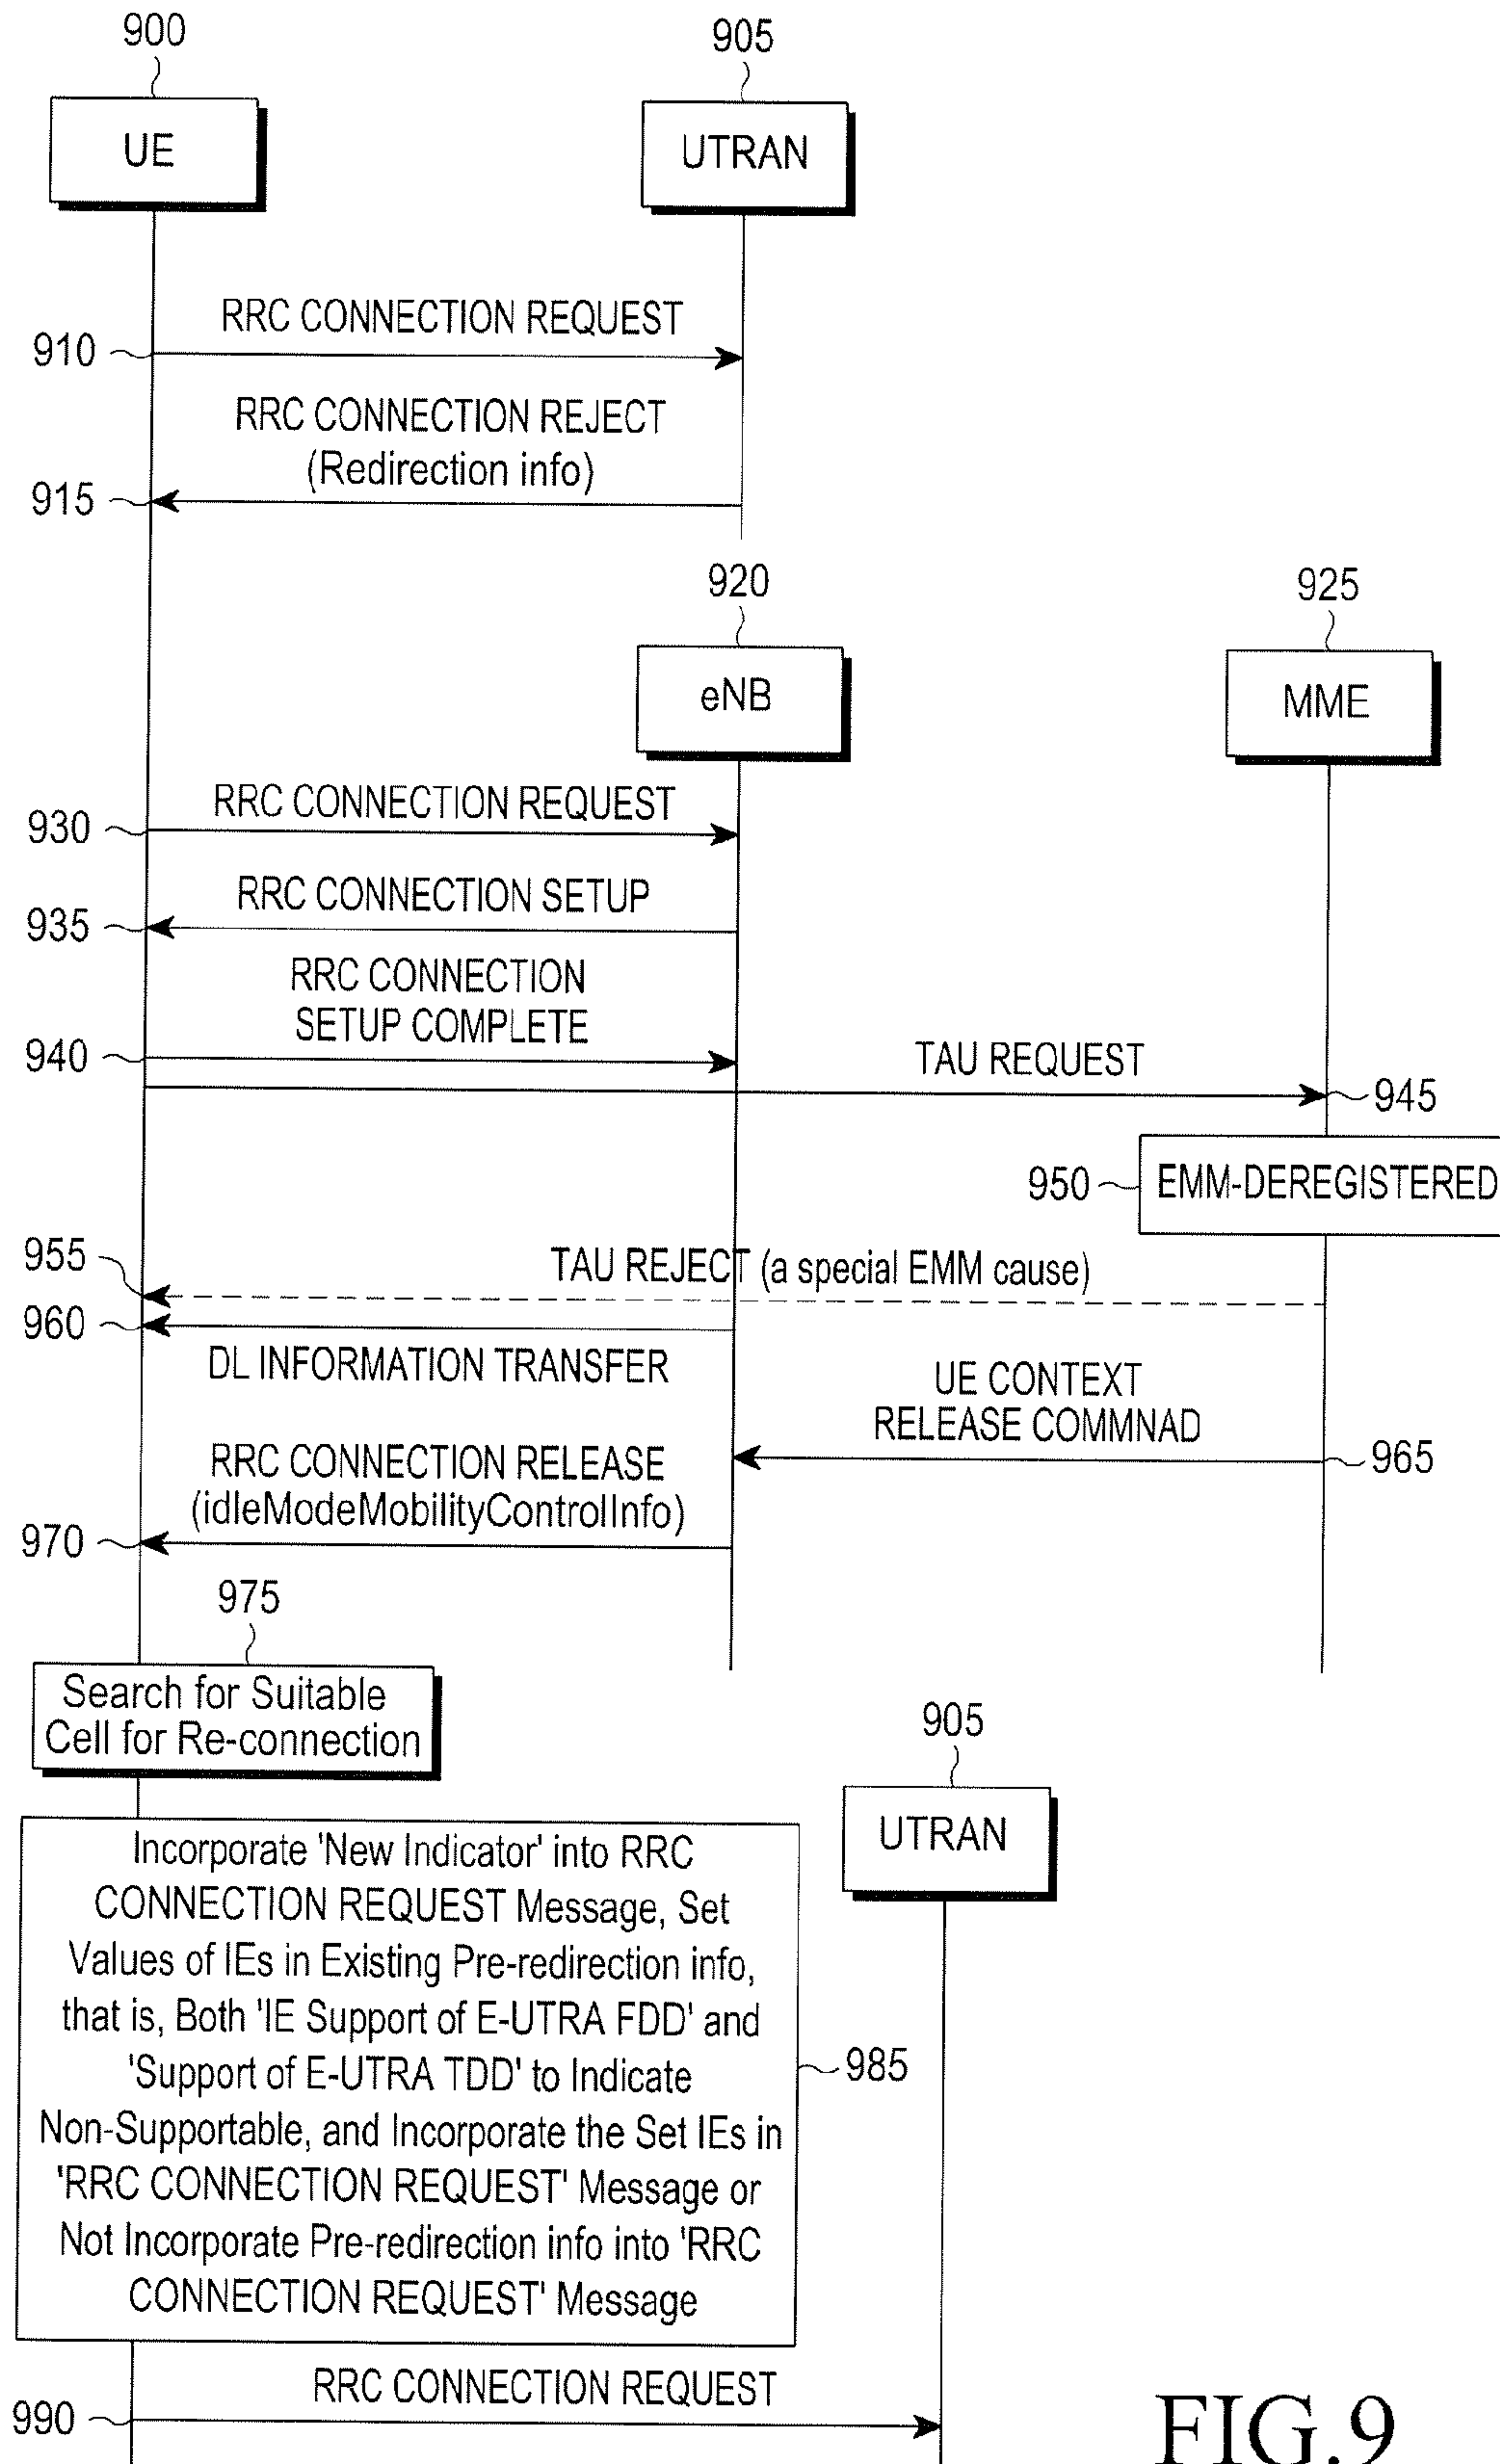 900
905
UE
UTRAN
RRC CONNECTION REQUEST
910
RRC CONNECTION REJECT
(Redirection info)
915
920
925
eNB
MME
RRC CONNECTION REQUEST
930
RRC CONNECTION SETUP
935
RRC CONNECTION
SETUP COMPLETE
940
TAU REQUEST
945
950
EMM-DEREGISTERED
955
TAU REJECT (a special EMM cause)
960
DL INFORMATION TRANSFER
UE CONTEXT
RELEASE COMMNAD
965
RRC CONNECTION RELEASE
(idleModeMobilityControlInfo)
970
975
Search for Suitable
Cell for Re-connection
905
UTRAN
Incorporate 'New Indicator' into RRC
CONNECTION REQUEST Message, Set
Values of IEs in Existing Pre-redirection info,
that is, Both 'IE Support of E-UTRA FDD' and
'Support of E-UTRA TDD' to Indicate
Non-Supportable, and Incorporate the Set IEs in
'RRC CONNECTION REQUEST' Message or
Not Incorporate Pre-redirection info into 'RRC
CONNECTION REQUEST' Message
985
RRC CONNECTION REQUEST
990
FIG.9